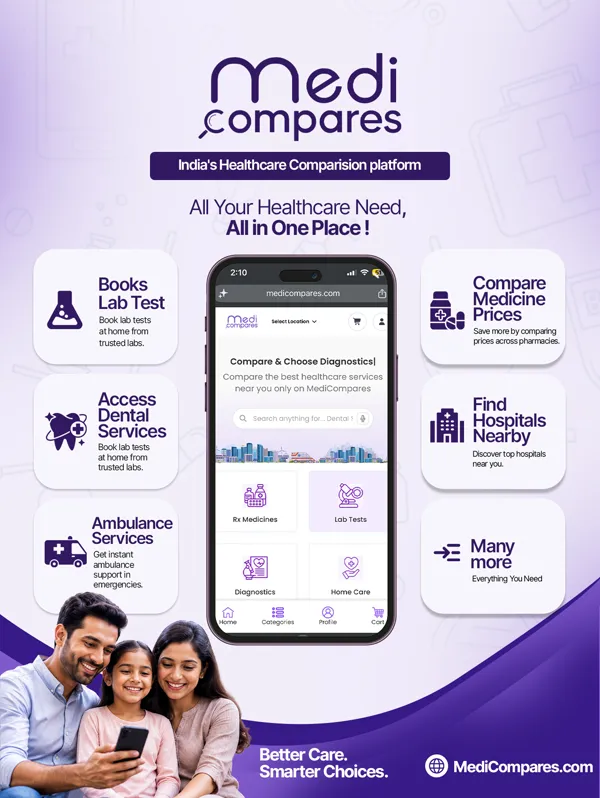 Medi
compares
India's Healthcare Comparision platform
All Your Healthcare Need,
All in One Place !
Books
Lab Test
Book lab tests
at home from
trusted labs.
Access
Dental
Services
Book lab tests
at home from
trusted labs.
Ambulance
Services
Get instant
ambulance
support in
emergencies.
2:10
medicompares.com
Medi
compares
Select Location
Compare & Choose Diagnostics|
Compare the best healthcare services
near you only on MediCompares
Search anything for... Dental
Rx Medicines
Lab Tests
Diagnostics
Home Care
Home
Categories
Profile
Cart
Compare
Medicine
Prices
Save more by comparing
prices across pharmacies.
Find
Hospitals
Nearby
Discover top hospitals
near you.
Many
more
Everything You Need
Better Care.
Smarter Choices.
MediCompares.com